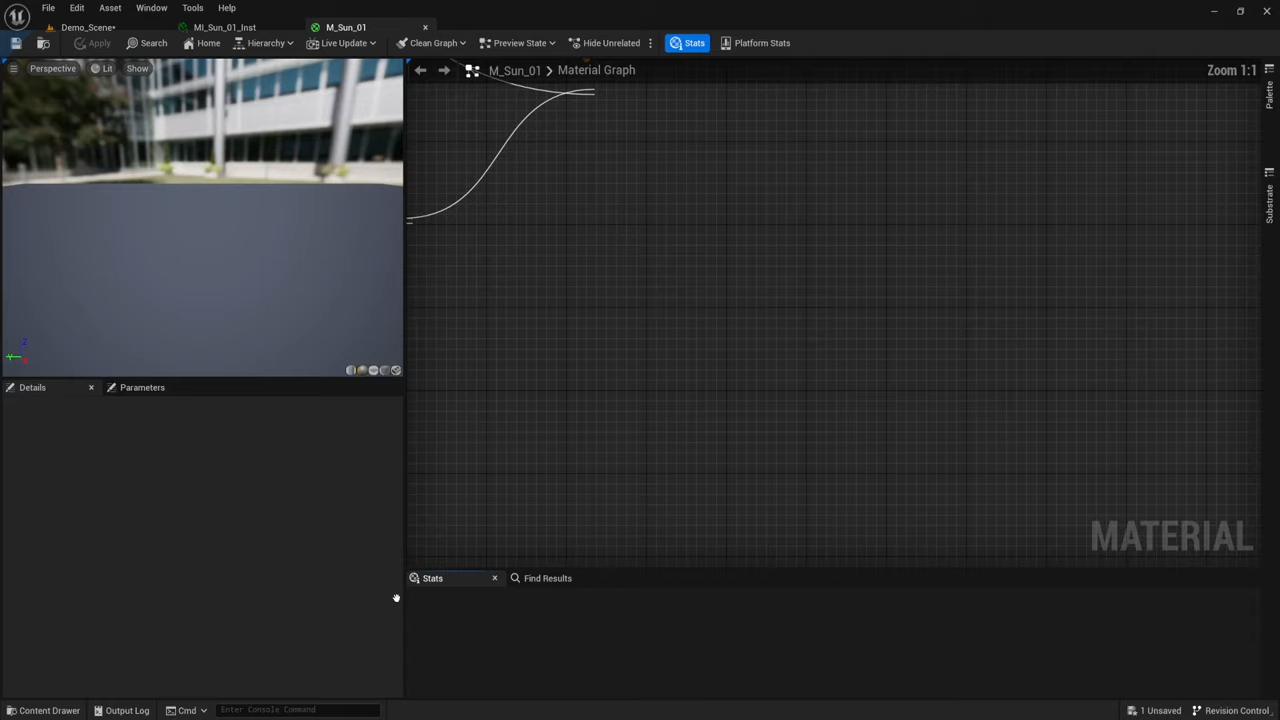 File Edit Asset Window Tools Help
Demo_Scene* MI_Sun_01_Inst M_Sun_01
Apply Search Home Hierarchy Live Update Clean Graph Preview State Hide Unrelated Stats Platform Stats
Perspective Lit Show
M_Sun_01 > Material Graph
Zoom 1:1
Palette
Substrate
Z
Details Parameters
MATERIAL
Stats Find Results
Content Drawer Output Log Cmd Enter Console Command 1 Unsaved Revision Control